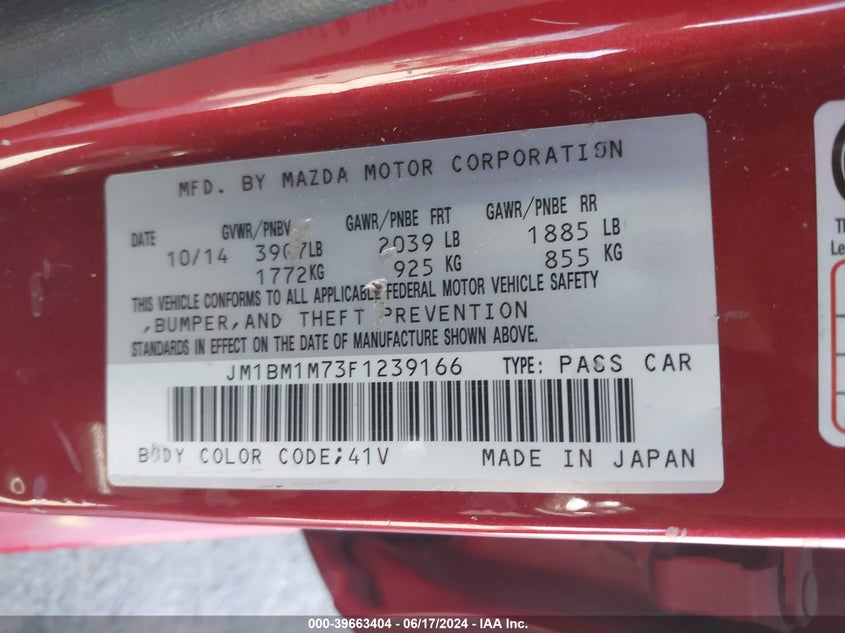 MFD. BY MAZDA MOTOR CORPORATION
DATE GVWR/PNBV GAWR/PNBE FRT GAWR/PNBE RR
10/14 3907LB 2039 LB 1885 LB
1772KG 925 KG 855 KG
THIS VEHICLE CONFORMS TO ALL APPLICABLE FEDERAL MOTOR VEHICLE SAFETY
,BUMPER,AND THEFT PREVENTION
STANDARDS IN EFFECT ON THE DATE OF MANUFACTURE SHOWN ABOVE.
JM1BM1M73F1239166 TYPE: PASS CAR
BODY COLOR CODE;41V MADE IN JAPAN
000-39663404 - 06/17/2024 - IAA Inc.